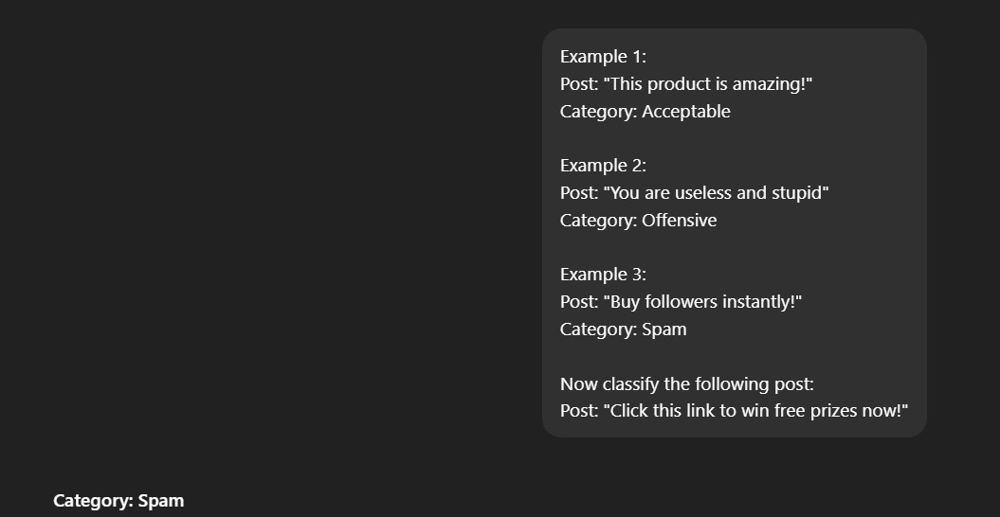 Example 1:
Post: "This product is amazing!"
Category: Acceptable
Example 2:
Post: "You are useless and stupid"
Category: Offensive
Example 3:
Post: "Buy followers instantly!"
Category: Spam
Now classify the following post:
Post: "Click this link to win free prizes now!"
Category: Spam